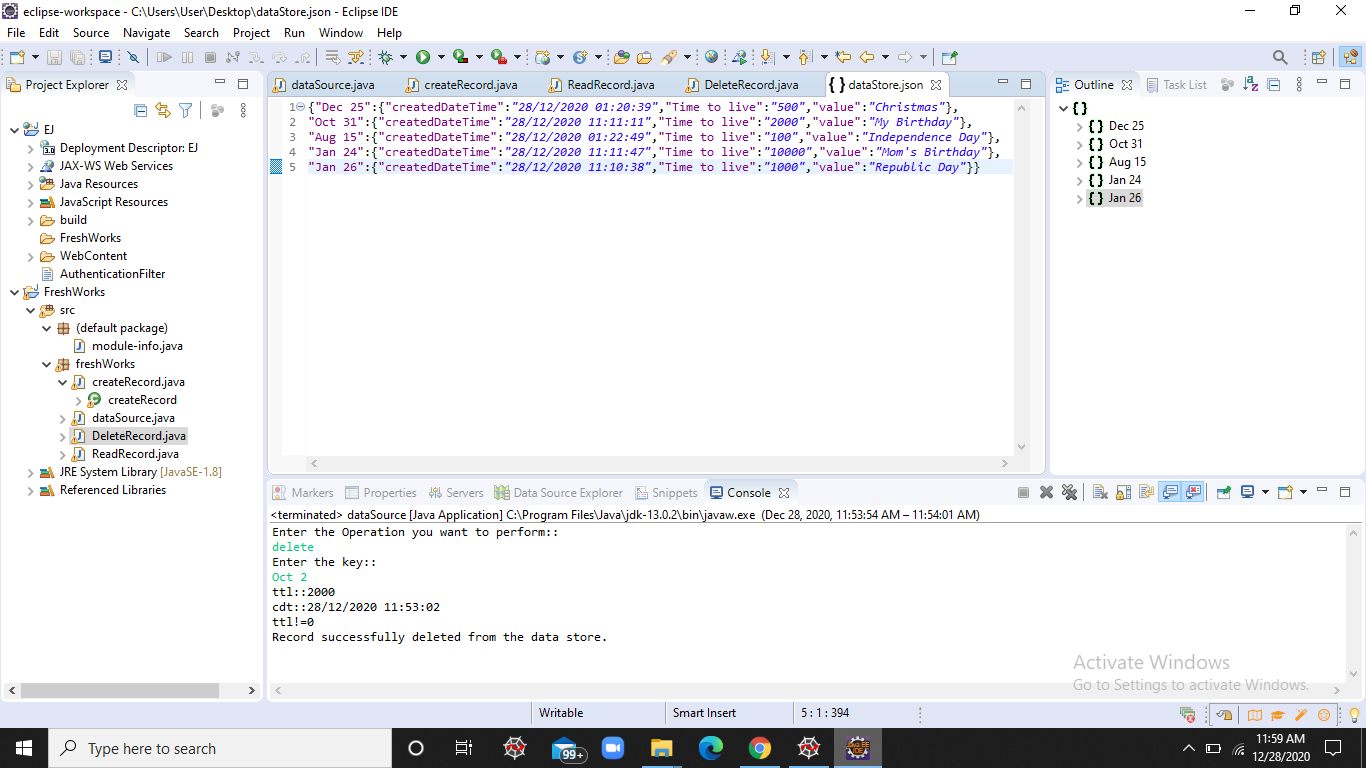 eclipse-workspace - C:\Users\User\Desktop\dataStore.json - Eclipse IDE
File Edit Source Navigate Search Project Run Window Help
Project Explorer
EJ
Deployment Descriptor: EJ
JAX-WS Web Services
Java Resources
JavaScript Resources
build
FreshWorks
WebContent
AuthenticationFilter
FreshWorks
src
(default package)
module-info.java
freshWorks
createRecord.java
createRecord
dataSource.java
DeleteRecord.java
ReadRecord.java
JRE System Library [JavaSE-1.8]
Referenced Libraries
dataSource.java createRecord.java ReadRecord.java DeleteRecord.java { } dataStore.json
1 {"Dec 25":{"createdDateTime":"28/12/2020 01:20:39","Time to live":"500","value":"Christmas"},
2 "Oct 31":{"createdDateTime":"28/12/2020 11:11:11","Time to live":"2000","value":"My Birthday"},
3 "Aug 15":{"createdDateTime":"28/12/2020 01:22:49","Time to live":"100","value":"Independence Day"},
4 "Jan 24":{"createdDateTime":"28/12/2020 11:11:47","Time to live":"10000","value":"Mom's Birthday"},
5 "Jan 26":{"createdDateTime":"28/12/2020 11:10:38","Time to live":"1000","value":"Republic Day"}}
Outline Task List
{ }
{ } Dec 25
{ } Oct 31
{ } Aug 15
{ } Jan 24
{ } Jan 26
Markers Properties Servers Data Source Explorer Snippets Console
<terminated> dataSource [Java Application] C:\Program Files\Java\jdk-13.0.2\bin\javaw.exe (Dec 28, 2020, 11:53:54 AM – 11:54:01 AM)
Enter the Operation you want to perform::
delete
Enter the key::
Oct 2
ttl::2000
cdt::28/12/2020 11:53:02
ttl!=0
Record successfully deleted from the data store.
Activate Windows
Go to Settings to activate Windows.
Writable Smart Insert 5 : 1 : 394
Type here to search
99+
11:59 AM
12/28/2020